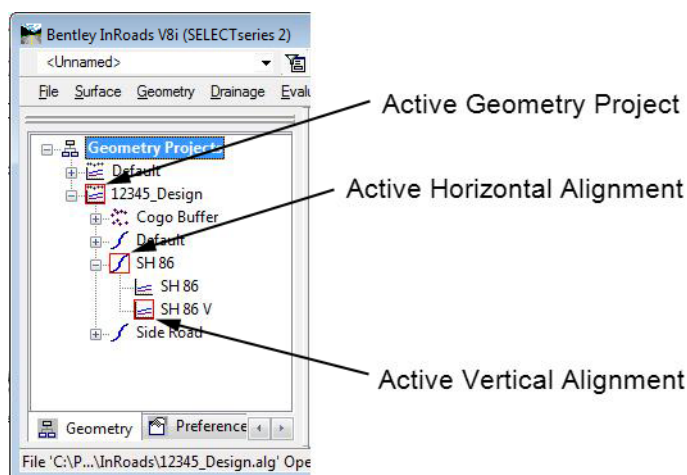 Bentley InRoads V8i (SELECTseries 2)
<Unnamed>
File Surface Geometry Drainage
Active Geometry Project
Geometry Projects
Default
12345_Design
Active Horizontal Alignment
Cogo Buffer
Default
SH 86
SH 86
SH 86 V
Side Road
Active Vertical Alignment
Geometry Preference
File 'C:\P...\InRoads\12345_Design.alg' Ope